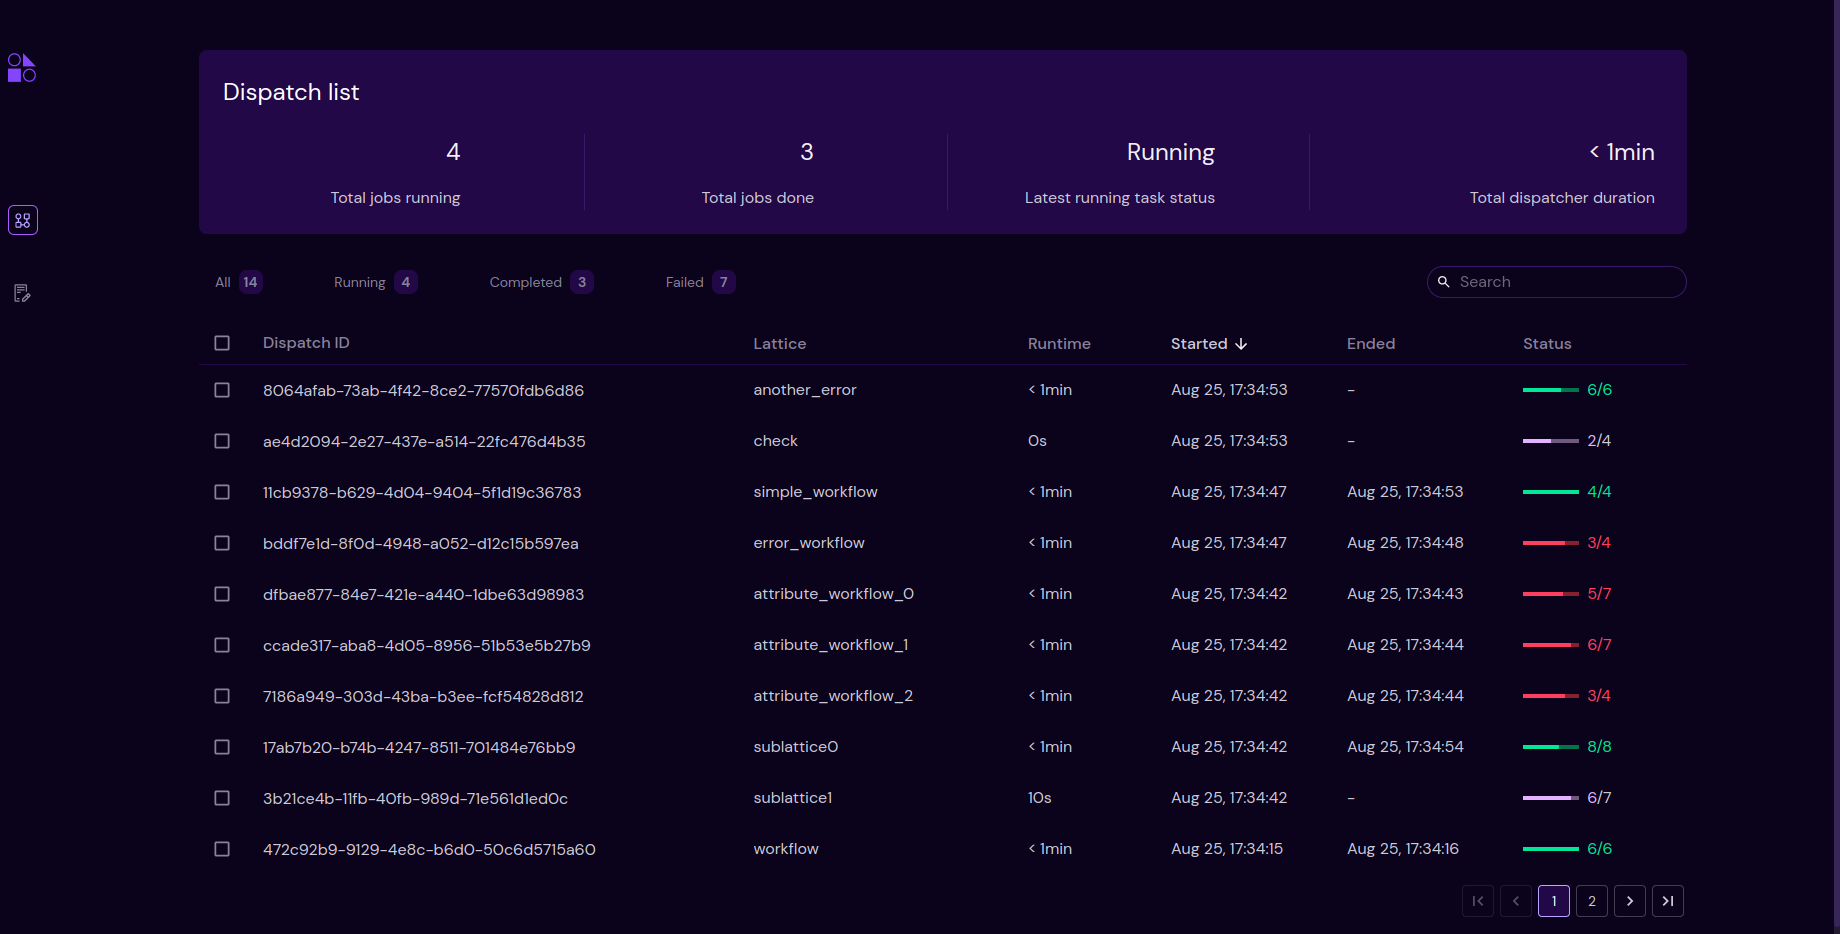 Dispatch list
4 3 Running < 1min
Total jobs running Total jobs done Latest running task status Total dispatcher duration
All 14 Running 4 Completed 3 Failed 7 Search
Dispatch ID Lattice Runtime Started Ended Status
8064afab-73ab-4f42-8ce2-77570fdb6d86 another_error < 1min Aug 25, 17:34:53 - 6/6
ae4d2094-2e27-437e-a514-22fc476d4b35 check 0s Aug 25, 17:34:53 - 2/4
11cb9378-b629-4d04-9404-5f1d19c36783 simple_workflow < 1min Aug 25, 17:34:47 Aug 25, 17:34:53 4/4
bddf7e1d-8f0d-4948-a052-d12c15b597ea error_workflow < 1min Aug 25, 17:34:47 Aug 25, 17:34:48 3/4
dfbae877-84e7-421e-a440-1dbe63d98983 attribute_workflow_0 < 1min Aug 25, 17:34:42 Aug 25, 17:34:43 5/7
ccade317-aba8-4d05-8956-51b53e5b27b9 attribute_workflow_1 < 1min Aug 25, 17:34:42 Aug 25, 17:34:44 6/7
7186a949-303d-43ba-b3ee-fcf54828d812 attribute_workflow_2 < 1min Aug 25, 17:34:42 Aug 25, 17:34:44 3/4
17ab7b20-b74b-4247-8511-701484e76bb9 sublattice0 < 1min Aug 25, 17:34:42 Aug 25, 17:34:54 8/8
3b21ce4b-11fb-40fb-989d-71e561d1ed0c sublattice1 10s Aug 25, 17:34:42 - 6/7
472c92b9-9129-4e8c-b6d0-50c6d5715a60 workflow < 1min Aug 25, 17:34:15 Aug 25, 17:34:16 6/6
1 2